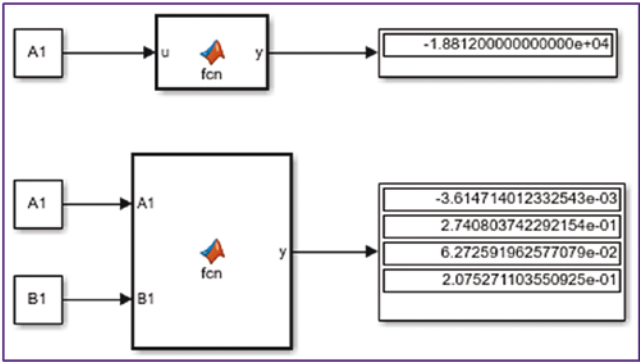 A1
u
y
fcn
-1.881200000000000e+04
A1
A1
y
fcn
B1
B1
-3.614714012332543e-03
2.740803742292154e-01
6.272591962577079e-02
2.075271103550925e-01